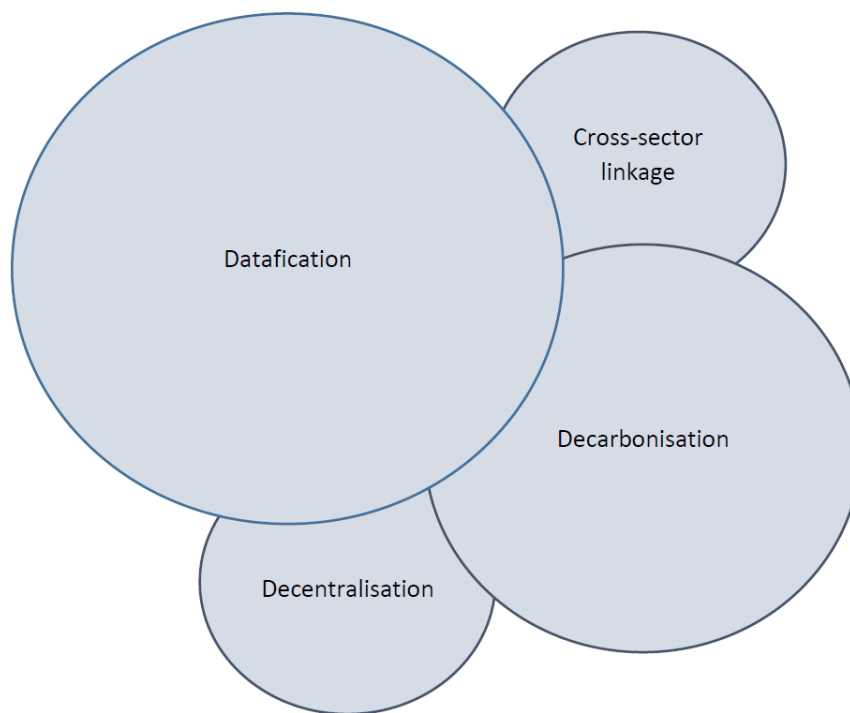 Cross-sector
linkage
Datafication
Decarbonisation
Decentralisation